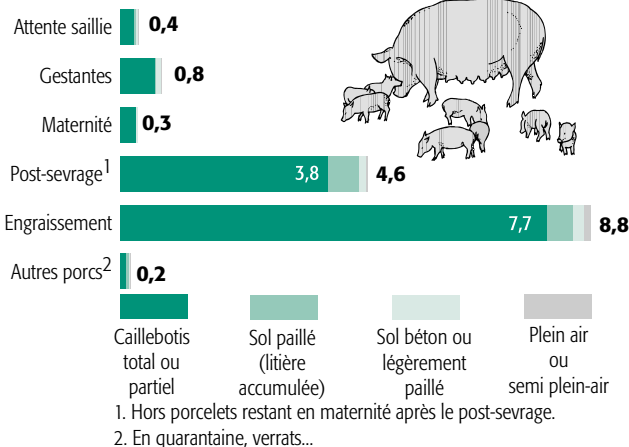 Attente saillie 0,4
Gestantes 0,8
Maternité 0,3
Post-sevrage1 3,8 4,6
Engraissement 7,7 8,8
Autres porcs2 0,2
Caillebotis
total ou
partiel
Sol paillé
(litière
accumulée)
Sol béton ou
légèrement
paillé
Plein air
ou
semi plein-air
1. Hors porcelets restant en maternité après le post-sevrage.
2. En quarantaine, verrats...